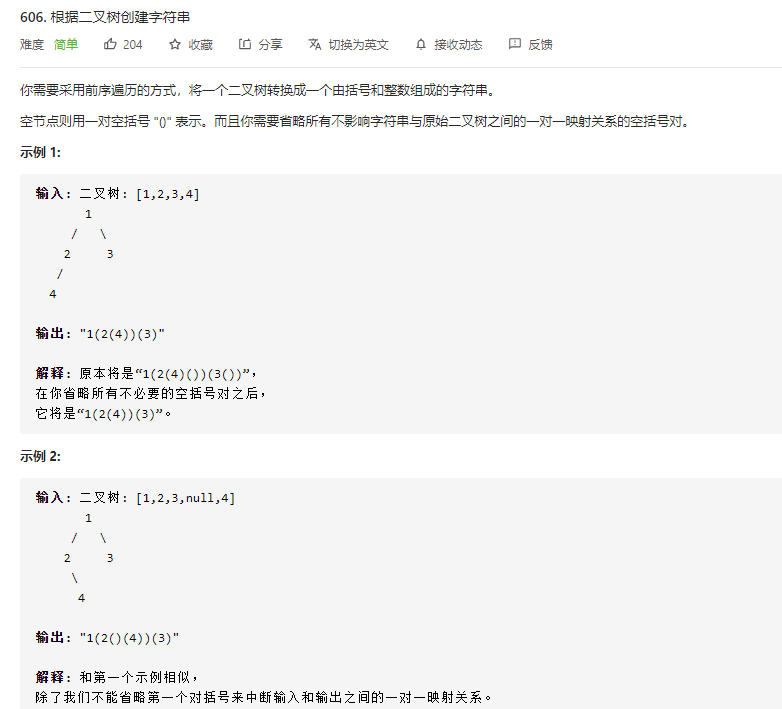 606. 根据二叉树创建字符串
难度 简单 204 收藏 分享 切换为英文 接收动态 反馈
你需要采用前序遍历的方式，将一个二叉树转换成一个由括号和整数组成的字符串。
空节点则用一对空括号 "()" 表示。而且你需要省略所有不影响字符串与原始二叉树之间的一对一映射关系的空括号对。
示例 1:
输入: 二叉树: [1,2,3,4]
1
/ \
2 3
/
4
输出: "1(2(4))(3)"
解释: 原本将是“1(2(4)())(3())”，
在你省略所有不必要的空括号对之后，
它将是“1(2(4))(3)”。
示例 2:
输入: 二叉树: [1,2,3,null,4]
1
/ \
2 3
\
4
输出: "1(2()(4))(3)"
解释: 和第一个示例相似，
除了我们不能省略第一个对括号来中断输入和输出之间的一对一映射关系。